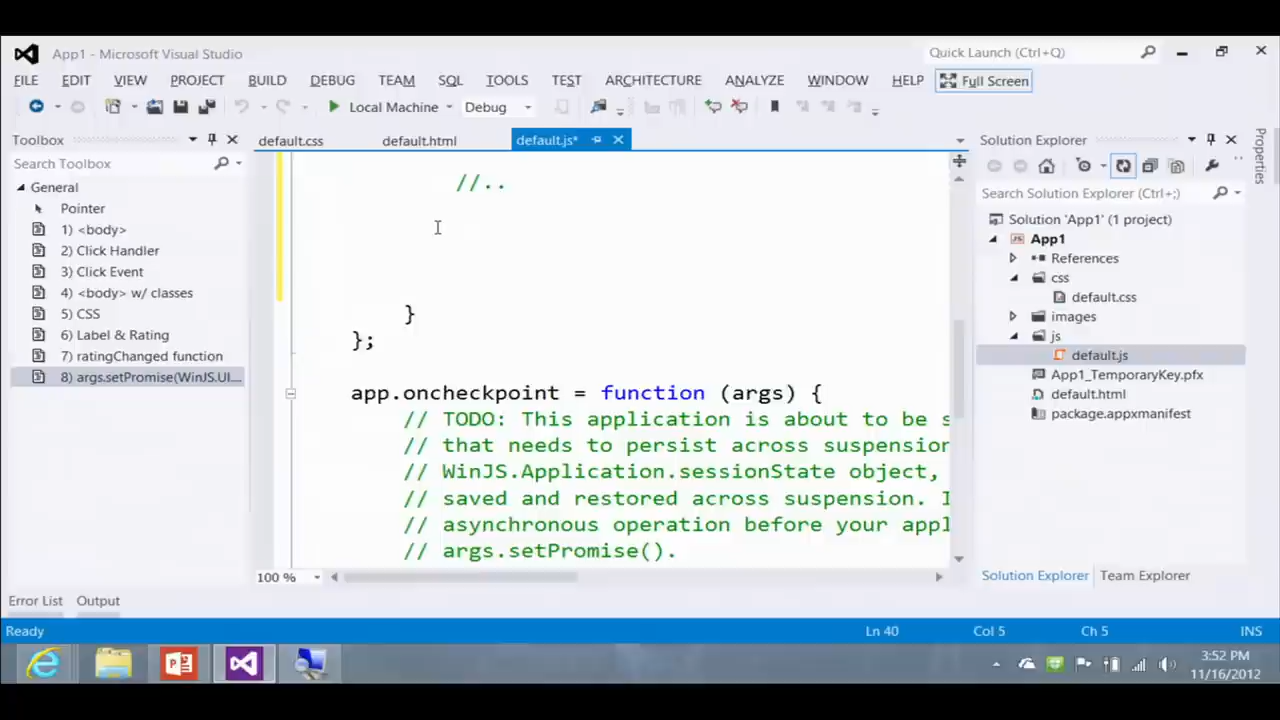 App1 - Microsoft Visual Studio
Quick Launch (Ctrl+Q)
FILE EDIT VIEW PROJECT BUILD DEBUG TEAM SQL TOOLS TEST ARCHITECTURE ANALYZE WINDOW HELP Full Screen
Local Machine Debug
Toolbox
default.css default.html default.js*
Solution Explorer
Properties
Search Toolbox
General
Pointer
1) <body>
2) Click Handler
3) Click Event
4) <body> w/ classes
5) CSS
6) Label & Rating
7) ratingChanged function
8) args.setPromise(WinJS.UI....
//..
}
};
app.oncheckpoint = function (args) {
// TODO: This application is about to be s
// that needs to persist across suspension
// WinJS.Application.sessionState object,
// saved and restored across suspension. I
// asynchronous operation before your appl
// args.setPromise().
100 %
Search Solution Explorer (Ctrl+;)
Solution 'App1' (1 project)
App1
References
css
default.css
images
js
default.js
App1_TemporaryKey.pfx
default.html
package.appxmanifest
Solution Explorer Team Explorer
Error List Output
Ready Ln 40 Col 5 Ch 5 INS
3:52 PM
11/16/2012